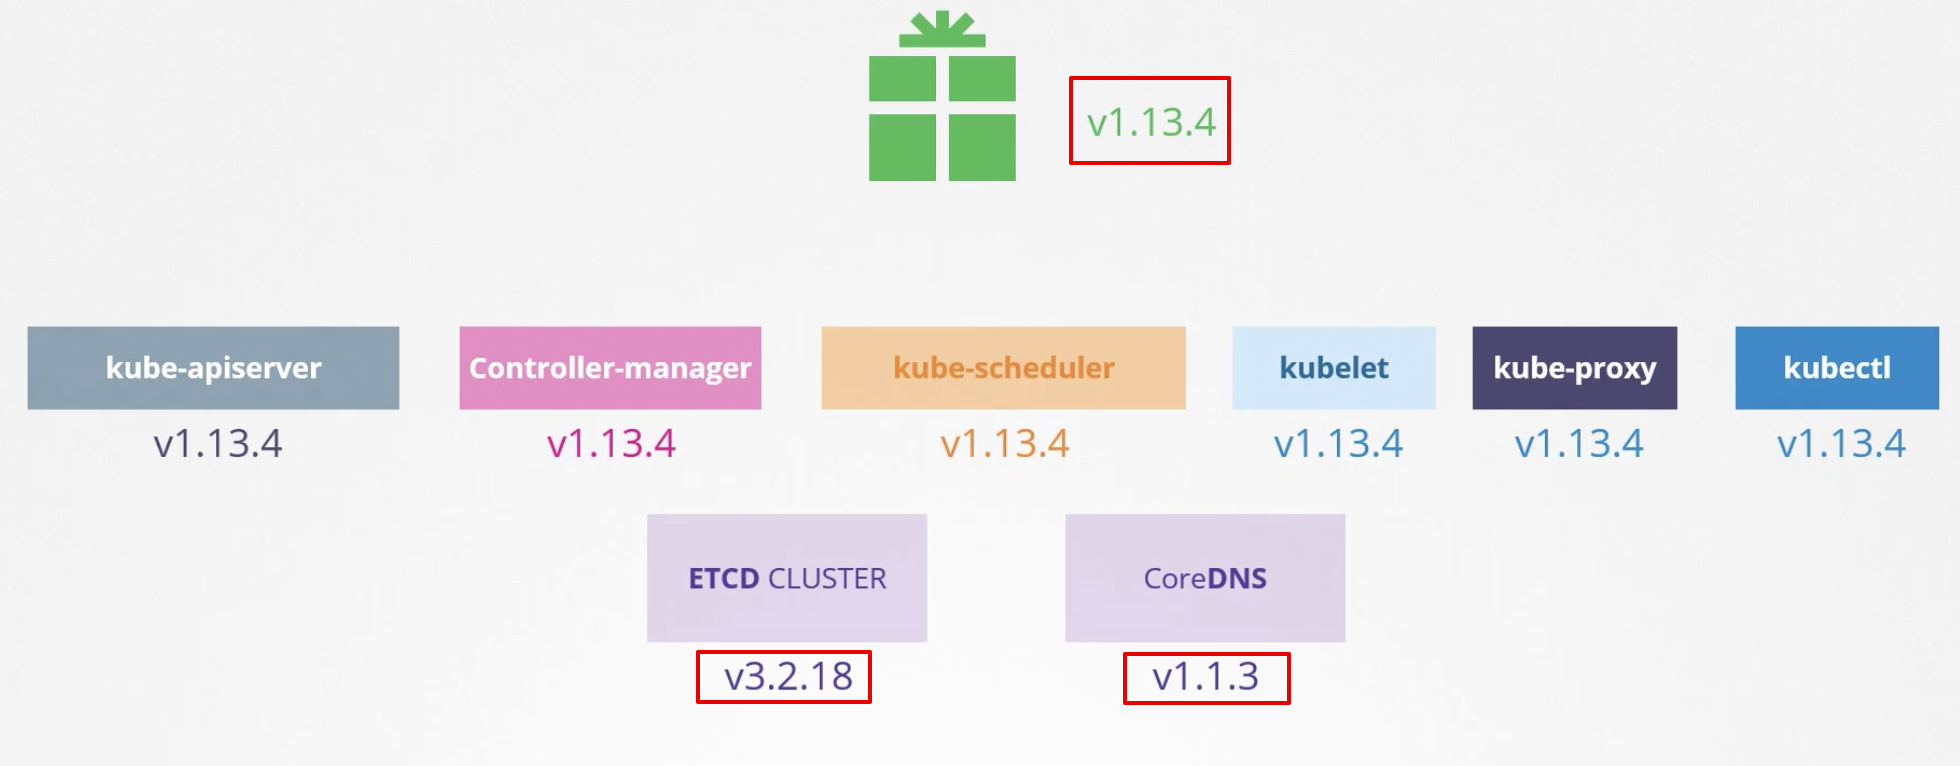 v1.13.4
kube-apiserver
Controller-manager
kube-scheduler
kubelet
kube-proxy
kubectl
v1.13.4
v1.13.4
v1.13.4
v1.13.4
v1.13.4
v1.13.4
ETCD CLUSTER
CoreDNS
v3.2.18
v1.1.3